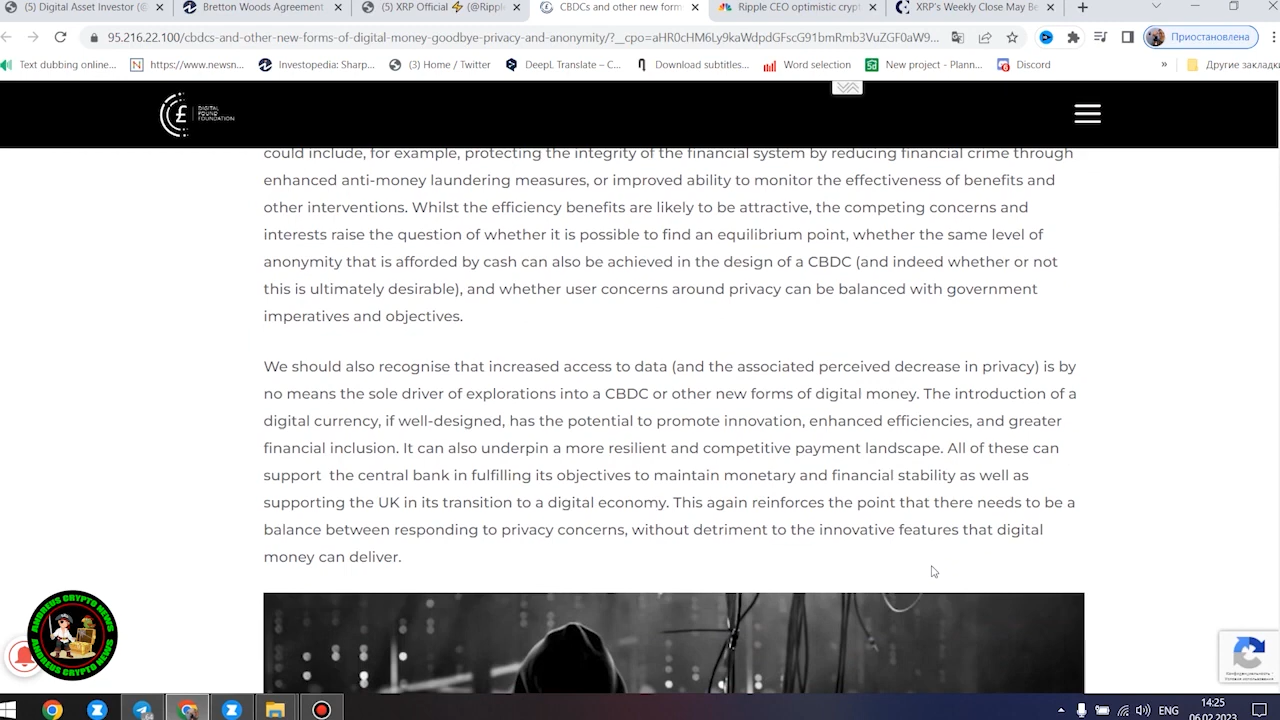 (5) Digital Asset Investor (@
Bretton Woods Agreement
(5) XRP Official ⚡ (@Rippl
CBDCs and other new form
Ripple CEO optimistic crypt
XRP's Weekly Close May Be
95.216.22.100/cbdcs-and-other-new-forms-of-digital-money-goodbye-privacy-and-anonymity/?__cpo=aHR0cHM6Ly9kaWdpdGFscG91bmRmb3VuZGF0aW9...
Приостановлена
Text dubbing online...
https://www.newsn...
Investopedia: Sharp...
(3) Home / Twitter
DeepL Translate – C...
Download subtitles...
Word selection
New project - Plann...
Discord
»
Другие закладки
DIGITAL
POUND
FOUNDATION
could include, for example, protecting the integrity of the financial system by reducing financial crime through
enhanced anti-money laundering measures, or improved ability to monitor the effectiveness of benefits and
other interventions. Whilst the efficiency benefits are likely to be attractive, the competing concerns and
interests raise the question of whether it is possible to find an equilibrium point, whether the same level of
anonymity that is afforded by cash can also be achieved in the design of a CBDC (and indeed whether or not
this is ultimately desirable), and whether user concerns around privacy can be balanced with government
imperatives and objectives.
We should also recognise that increased access to data (and the associated perceived decrease in privacy) is by
no means the sole driver of explorations into a CBDC or other new forms of digital money. The introduction of a
digital currency, if well-designed, has the potential to promote innovation, enhanced efficiencies, and greater
financial inclusion. It can also underpin a more resilient and competitive payment landscape. All of these can
support the central bank in fulfilling its objectives to maintain monetary and financial stability as well as
supporting the UK in its transition to a digital economy. This again reinforces the point that there needs to be a
balance between responding to privacy concerns, without detriment to the innovative features that digital
money can deliver.
ANDREUS CRYPTO NEWS
ANDREUS CRYPTO NEWS
Конфиденциальность -
Условия использования
ENG
14:25
06.02.2023